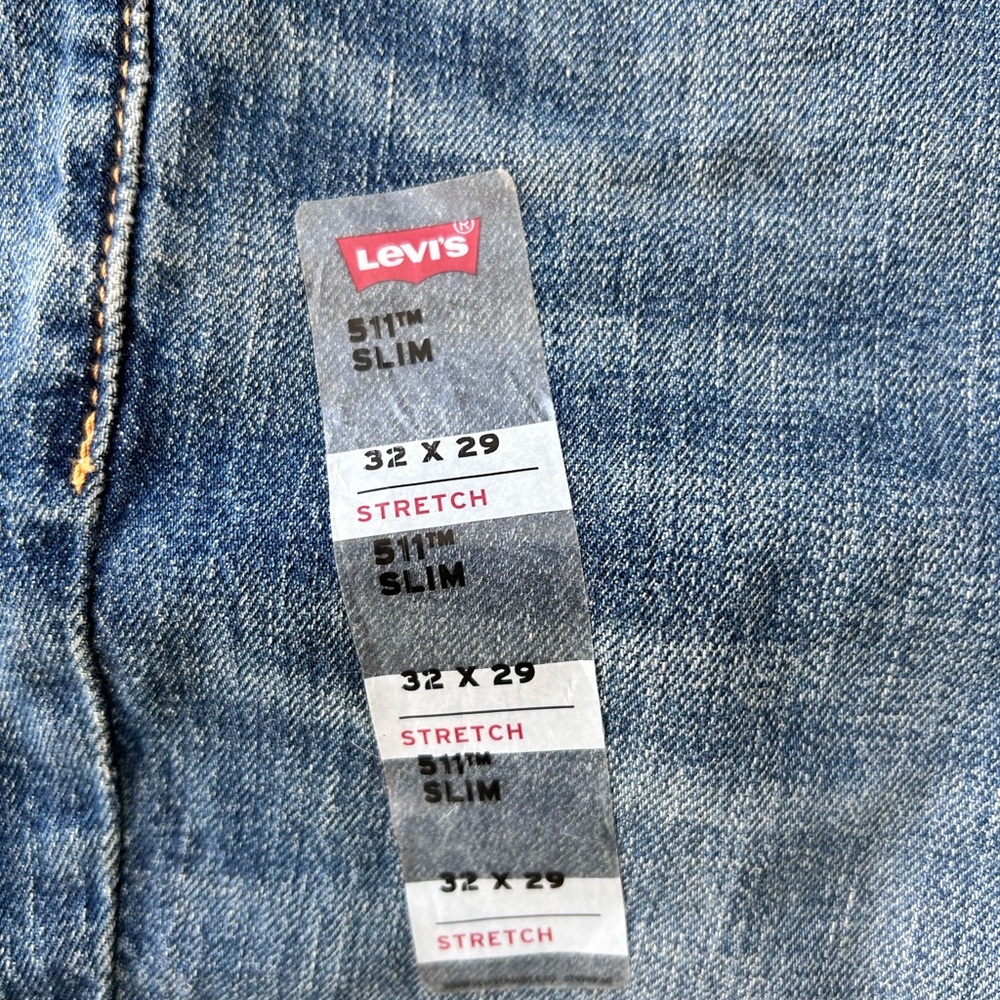 Levi's®
511™
SLIM
32 X 29
STRETCH
511™
SLIM
32 X 29
STRETCH
511™
SLIM
32 X 29
STRETCH